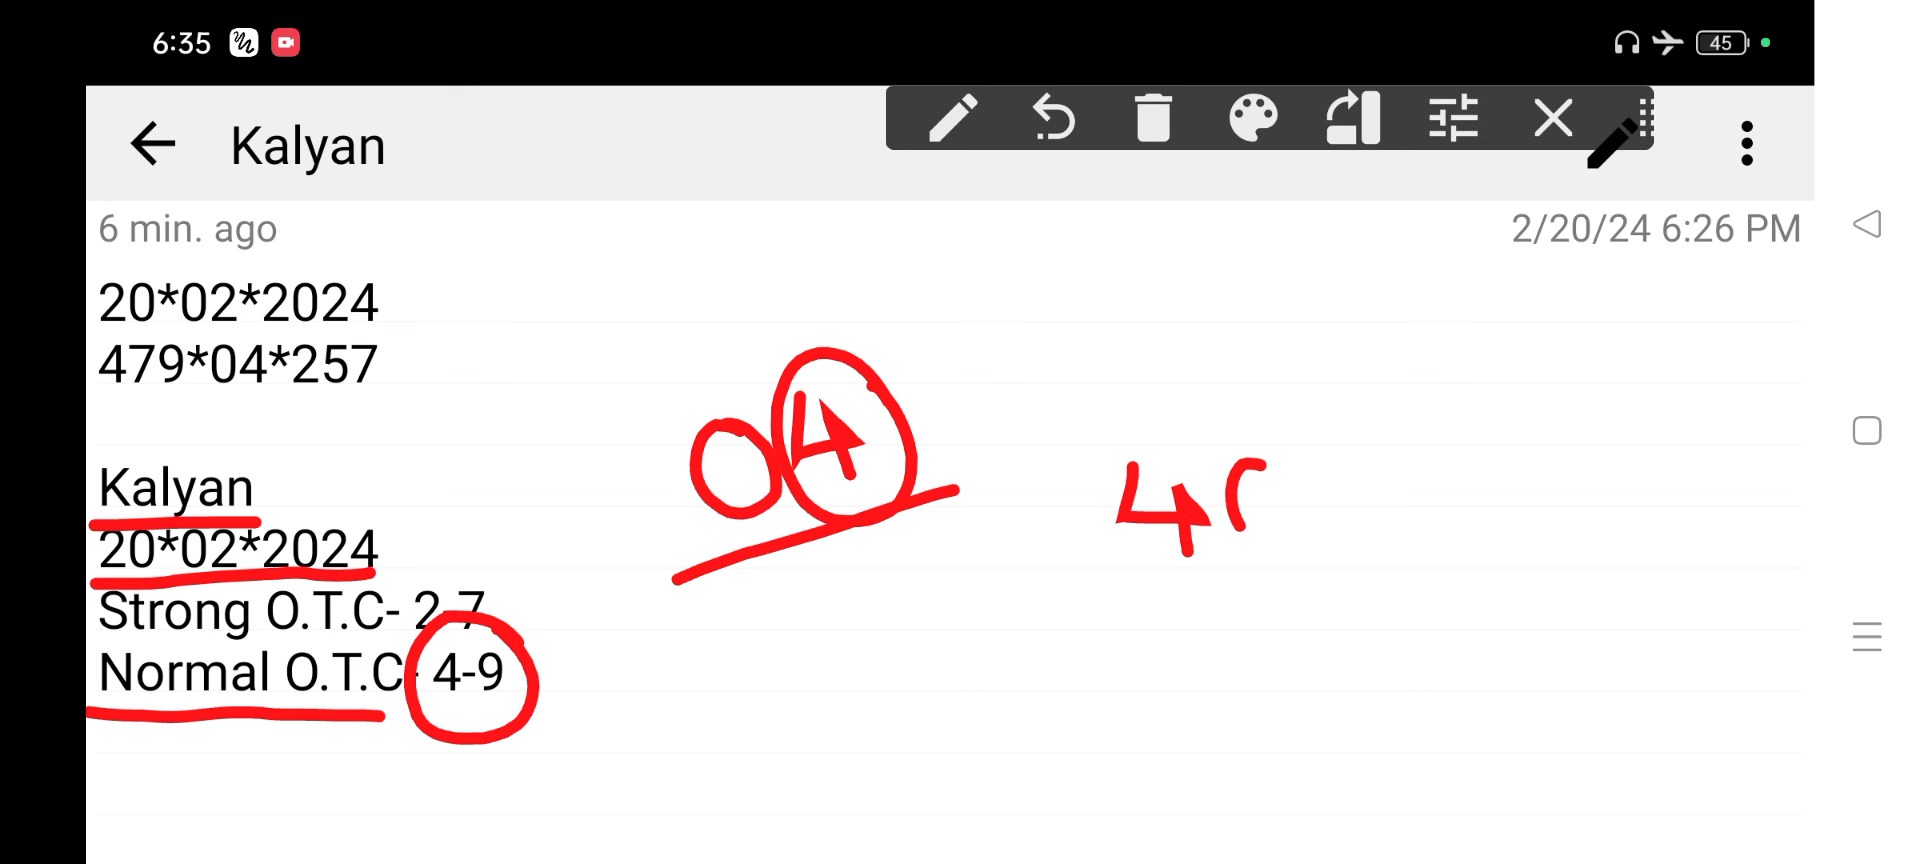 6:35
45
Kalyan
6 min. ago
2/20/24 6:26 PM
20*02*2024
479*04*257
04
4
Kalyan
20*02*2024
Strong O.T.C- 2-7
Normal O.T.C- 4-9